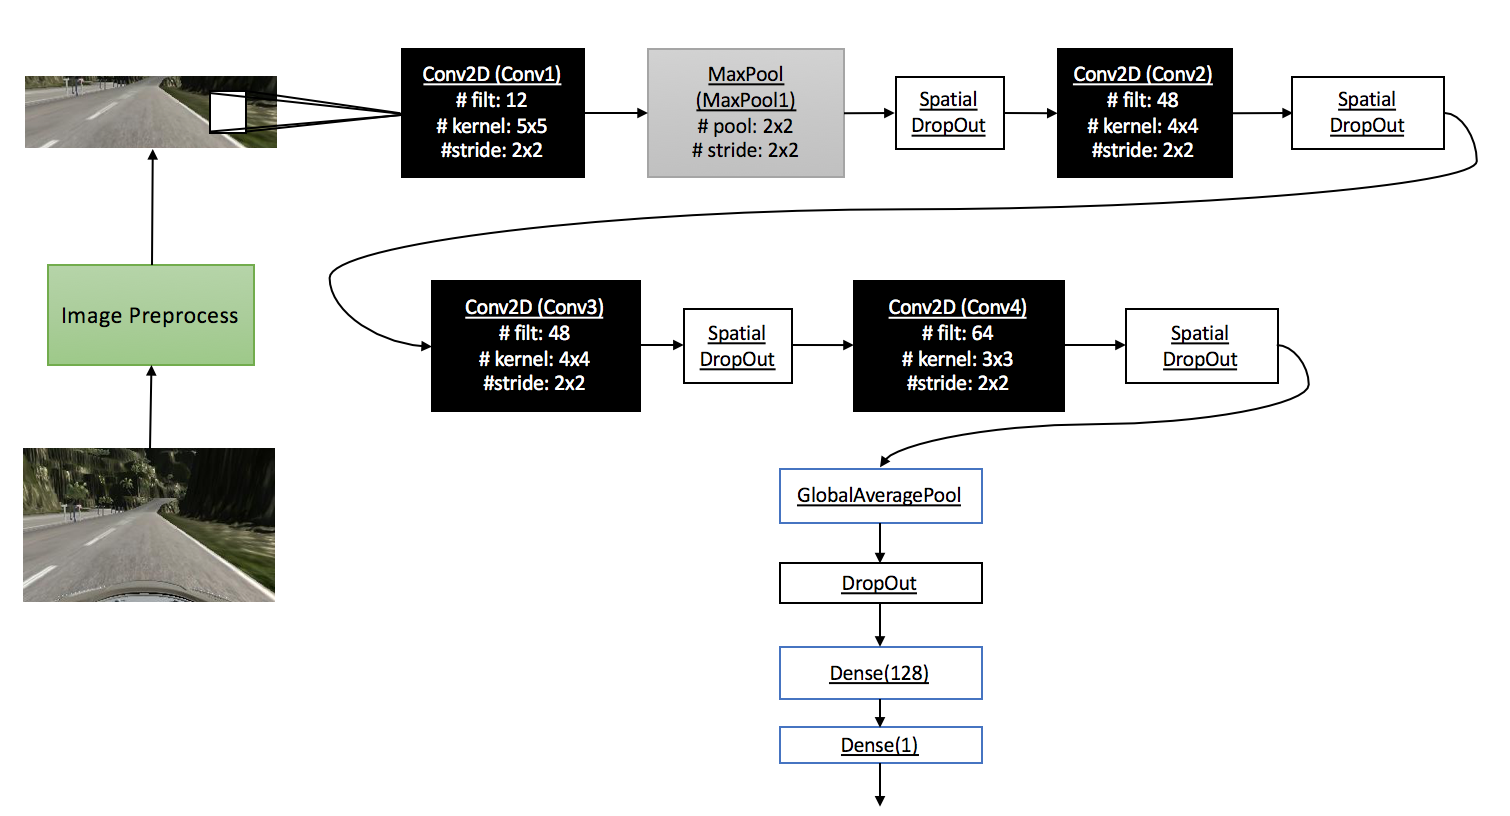 Conv2D (Conv1)
# filt: 12
# kernel: 5x5
#stride: 2x2
MaxPool
(MaxPool1)
# pool: 2x2
# stride: 2x2
Spatial
DropOut
Conv2D (Conv2)
# filt: 48
# kernel: 4x4
#stride: 2x2
Spatial
DropOut
Image Preprocess
Conv2D (Conv3)
# filt: 48
# kernel: 4x4
#stride: 2x2
Spatial
DropOut
Conv2D (Conv4)
# filt: 64
# kernel: 3x3
#stride: 2x2
Spatial
DropOut
GlobalAveragePool
DropOut
Dense(128)
Dense(1)